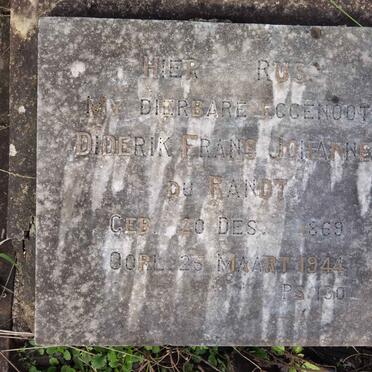 HIER RUS
MY DIERBARE EGGENOOT
DIDERIK FRANS JOHANNE
DU RANDT
GEB. 20 DES. 1869
OORL. 25 MAART 1944
PS. 150